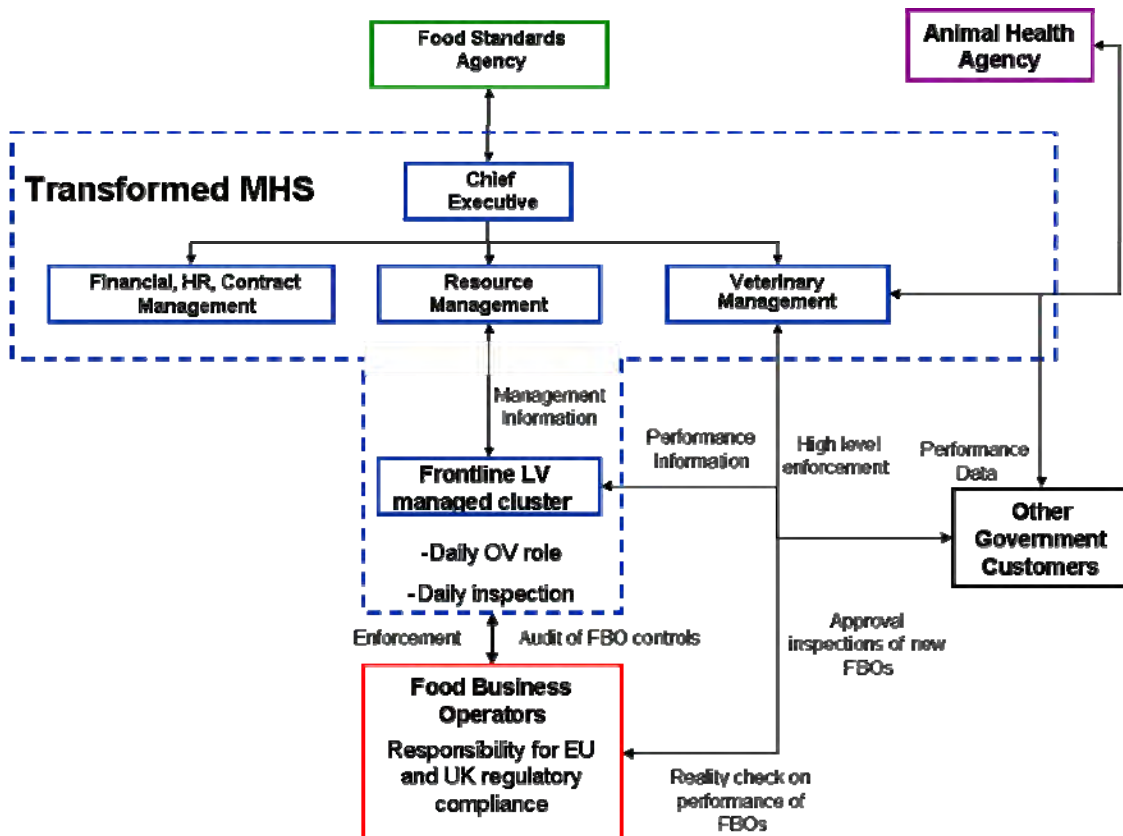 Food Standards
Agency
Animal Health
Agency
Transformed MHS
Chief
Executive
Financial, HR, Contract
Management
Resource
Management
Veterinary
Management
Management
Information
Performance
Information
High level
enforcement
Performance
Data
Frontline LV
managed cluster
-Daily OV role
-Daily inspection
Other
Government
Customers
Enforcement
Audit of FBO controls
Approval
inspections of new
FBOs
Food Business
Operators
Responsibility for EU
and UK regulatory
compliance
Reality check on
performance of
FBOs